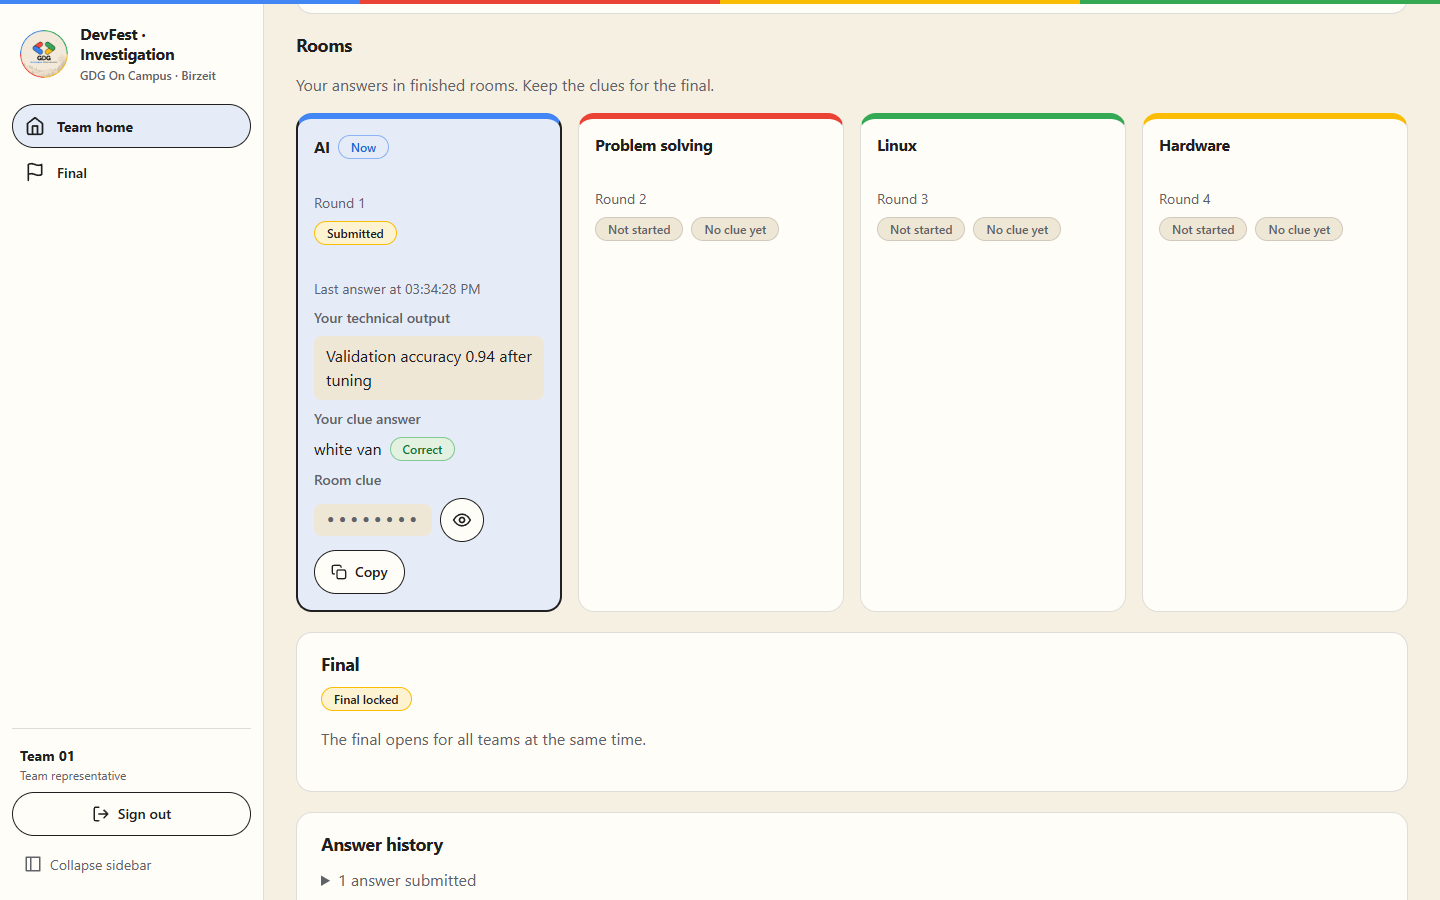 DevFest ·
Investigation
GDG On Campus · Birzeit
GDG
Team home
Final
Team 01
Team representative
Sign out
Collapse sidebar
Rooms
Your answers in finished rooms. Keep the clues for the final.
AI Now
Round 1
Submitted
Last answer at 03:34:28 PM
Your technical output
Validation accuracy 0.94 after
tuning
Your clue answer
white van Correct
Room clue
••••••••
Copy
Problem solving
Round 2
Not started No clue yet
Linux
Round 3
Not started No clue yet
Hardware
Round 4
Not started No clue yet
Final
Final locked
The final opens for all teams at the same time.
Answer history
1 answer submitted